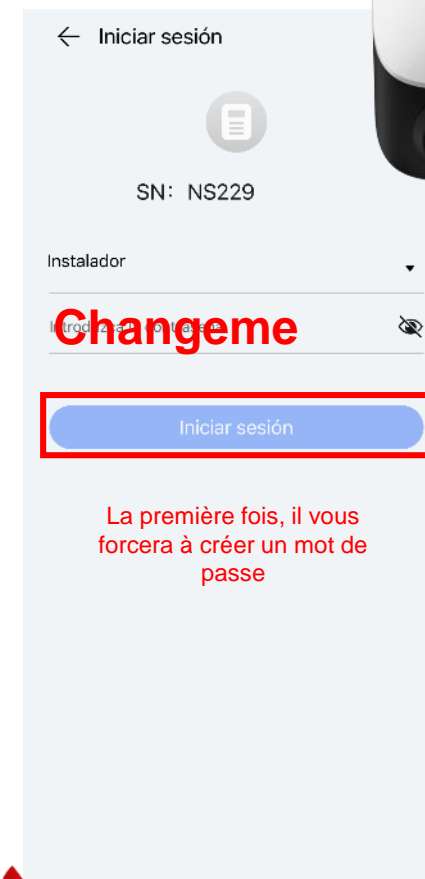 Iniciar sesión
SN: NS229
Instalador
Changeme
Iniciar sesión
La première fois, il vous
forcera à créer un mot de
passe